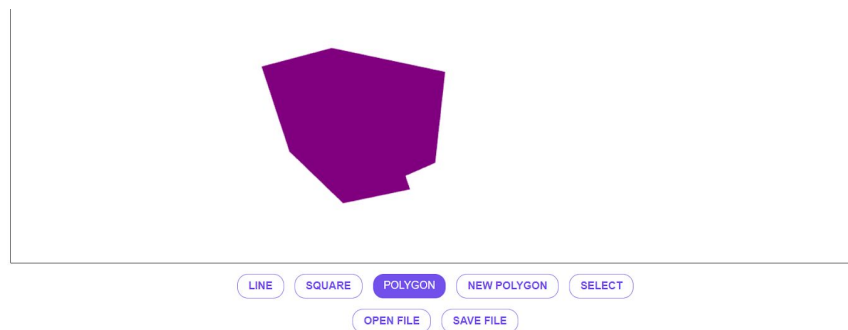 LINE SQUARE POLYGON NEW POLYGON SELECT
OPEN FILE SAVE FILE